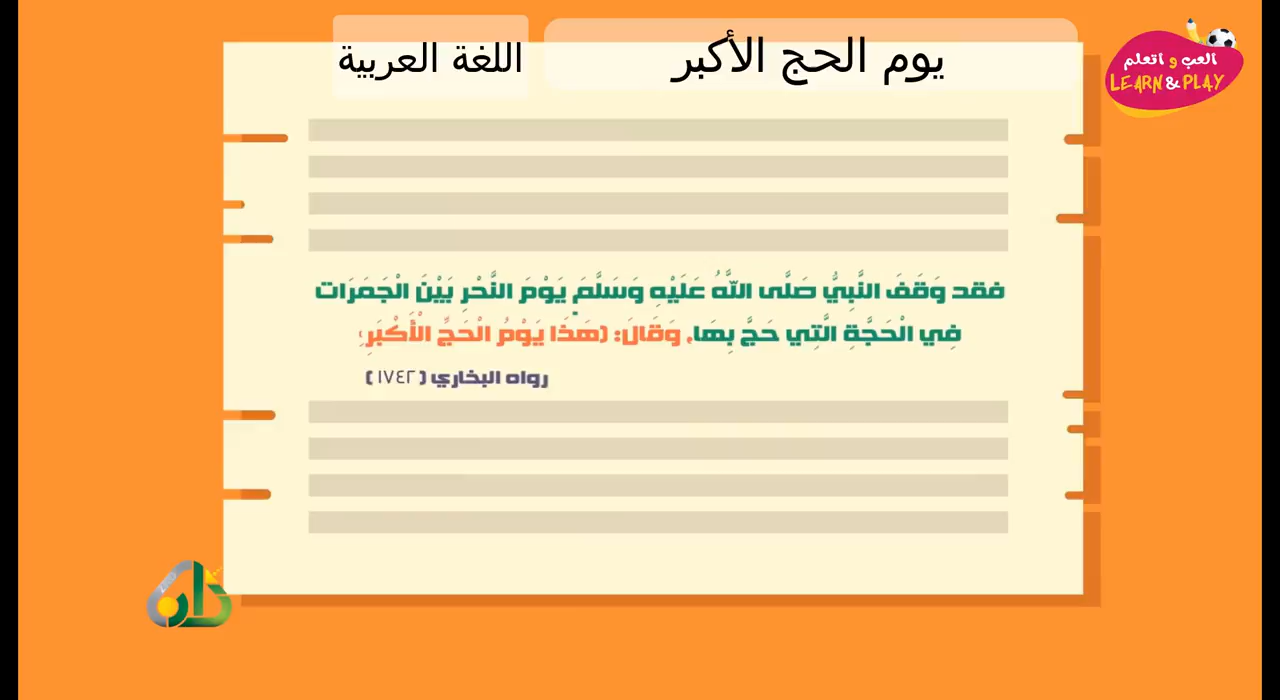 يوم الحج الأكبر
اللغة العربية
العب و اتعلم
LEARN & PLAY
فقد وَقَفَ النَّبِيُّ صَلَّى اللَّهُ عَلَيْهِ وَسَلَّمَ يَوْمَ النَّحْرِ بَيْنَ الْجَمَرَات
فِي الْحَجَّةِ الَّتِي حَجَّ بِهَا، وَقَالَ: (هَذَا يَوْمُ الْحَجِّ الْأَكْبَرِ)
رواه البخاري (١٧٤٢)